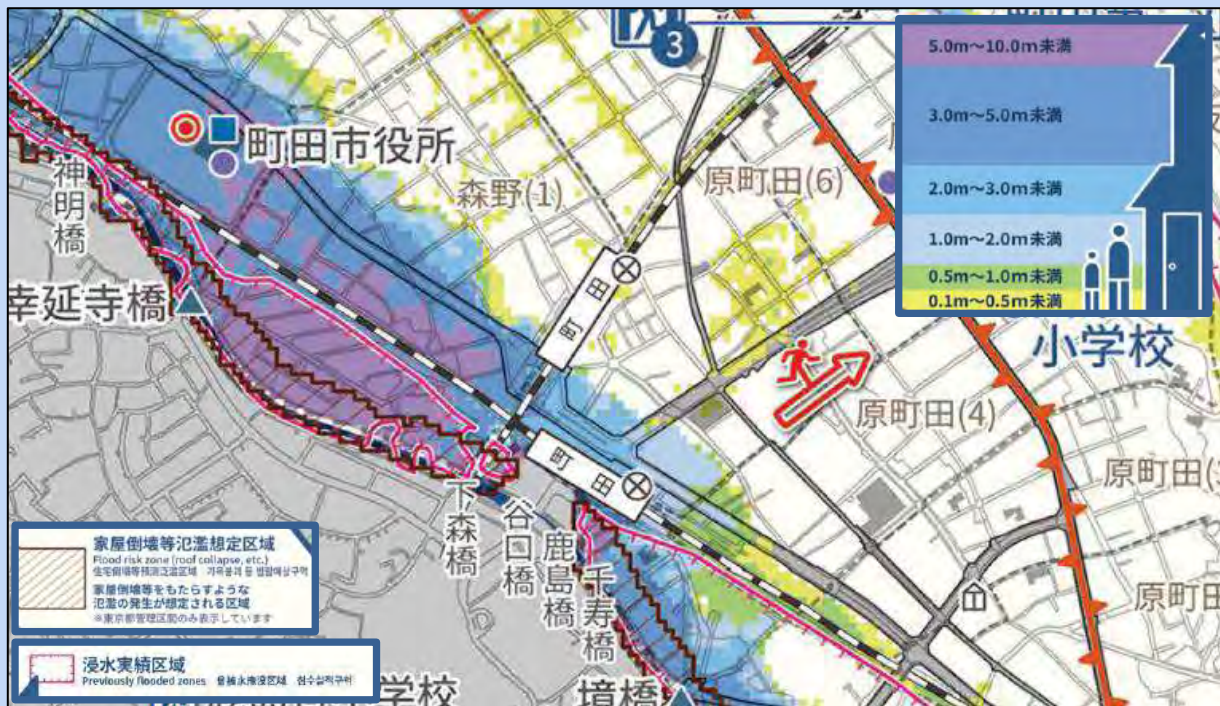 3
5.0m～10.0m未満
3.0m～5.0m未満
2.0m～3.0m未満
1.0m～2.0m未満
0.5m～1.0m未満
0.1m～0.5m未満
町田市役所
神明橋
幸延寺橋
森野(1)
原町田(6)
町田
小学校
原町田(4)
町田
下森橋
谷口橋
鹿島橋
千寿橋
境橋
原町田
学校
家屋倒壊等氾濫想定区域
Flood risk zone (roof collapse, etc.)
家屋倒壊等をもたらすような
氾濫の発生が想定される区域
※東京都管理区間のみ表示しています
浸水実績区域
Previously flooded zones